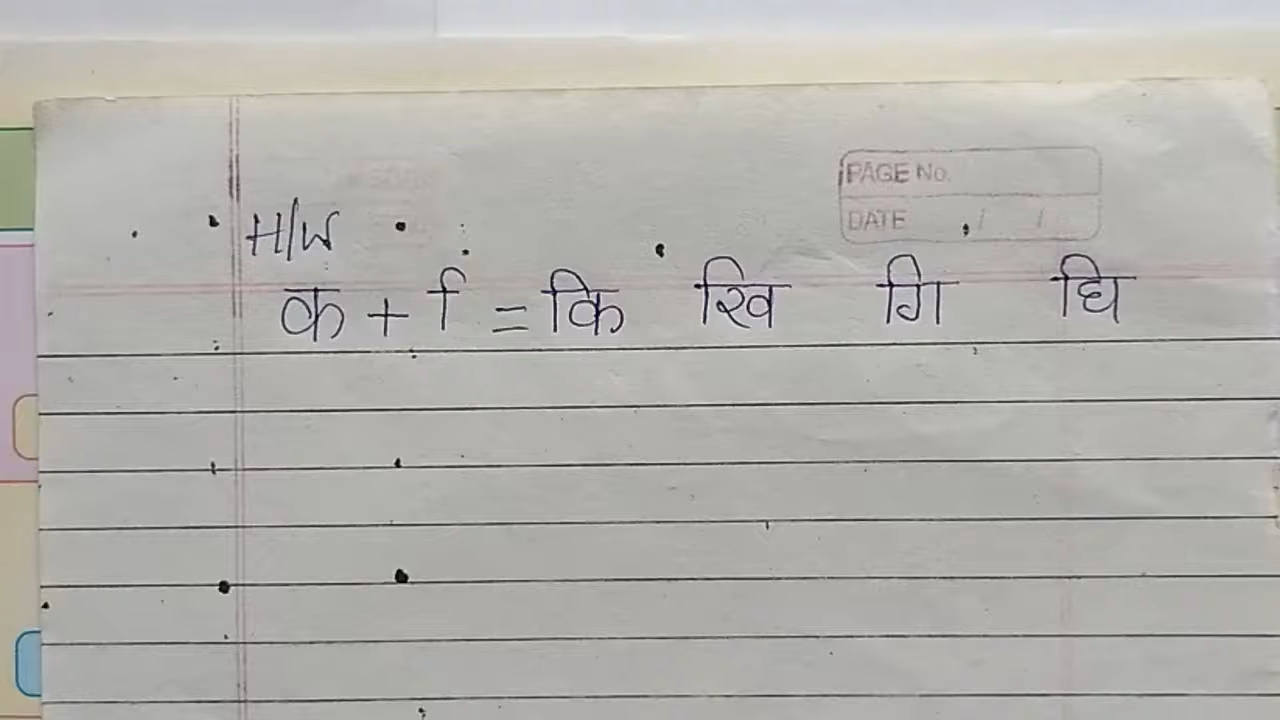 PAGE No.
DATE / /
H/W
क + ि = कि खि गि घि